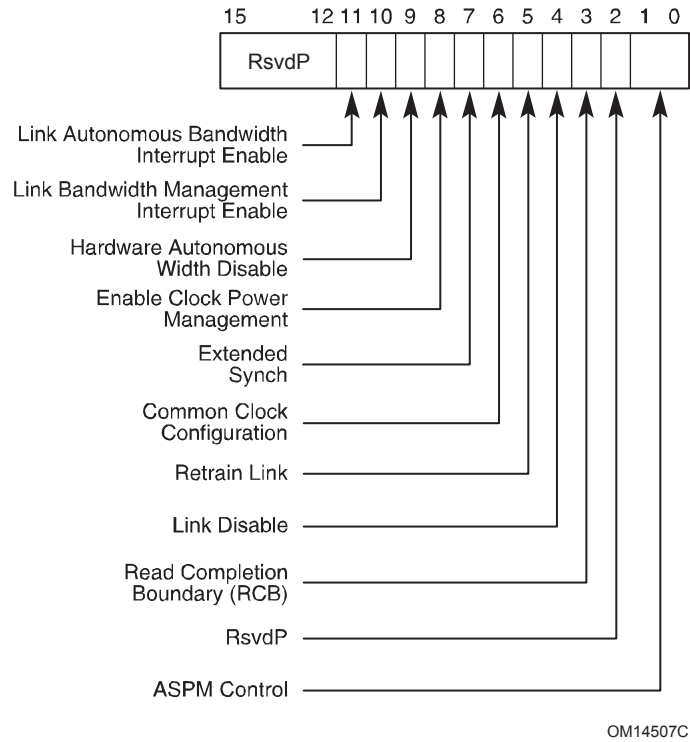 15 12 11 10 9 8 7 6 5 4 3 2 1 0
RsvdP
Link Autonomous Bandwidth
Interrupt Enable
Link Bandwidth Management
Interrupt Enable
Hardware Autonomous
Width Disable
Enable Clock Power
Management
Extended
Synch
Common Clock
Configuration
Retrain Link
Link Disable
Read Completion
Boundary (RCB)
RsvdP
ASPM Control
OM14507C